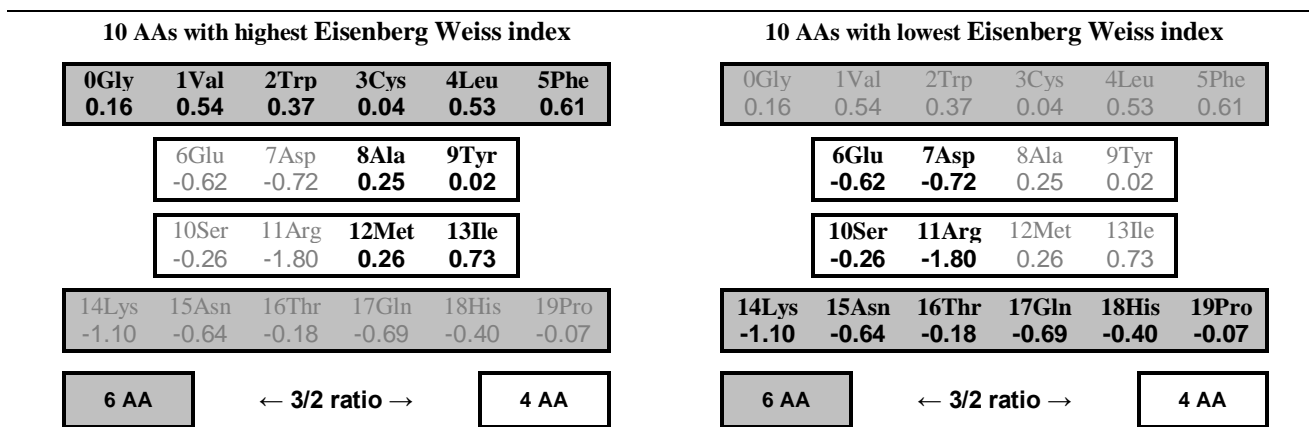 10 AAs with highest Eisenberg Weiss index
0Gly 1Val 2Trp 3Cys 4Leu 5Phe
0.16 0.54 0.37 0.04 0.53 0.61
6Glu 7Asp 8Ala 9Tyr
-0.62 -0.72 0.25 0.02
10Ser 11Arg 12Met 13Ile
-0.26 -1.80 0.26 0.73
14Lys 15Asn 16Thr 17Gln 18His 19Pro
-1.10 -0.64 -0.18 -0.69 -0.40 -0.07
6 AA ← 3/2 ratio → 4 AA
10 AAs with lowest Eisenberg Weiss index
0Gly 1Val 2Trp 3Cys 4Leu 5Phe
0.16 0.54 0.37 0.04 0.53 0.61
6Glu 7Asp 8Ala 9Tyr
-0.62 -0.72 0.25 0.02
10Ser 11Arg 12Met 13Ile
-0.26 -1.80 0.26 0.73
14Lys 15Asn 16Thr 17Gln 18His 19Pro
-1.10 -0.64 -0.18 -0.69 -0.40 -0.07
6 AA ← 3/2 ratio → 4 AA